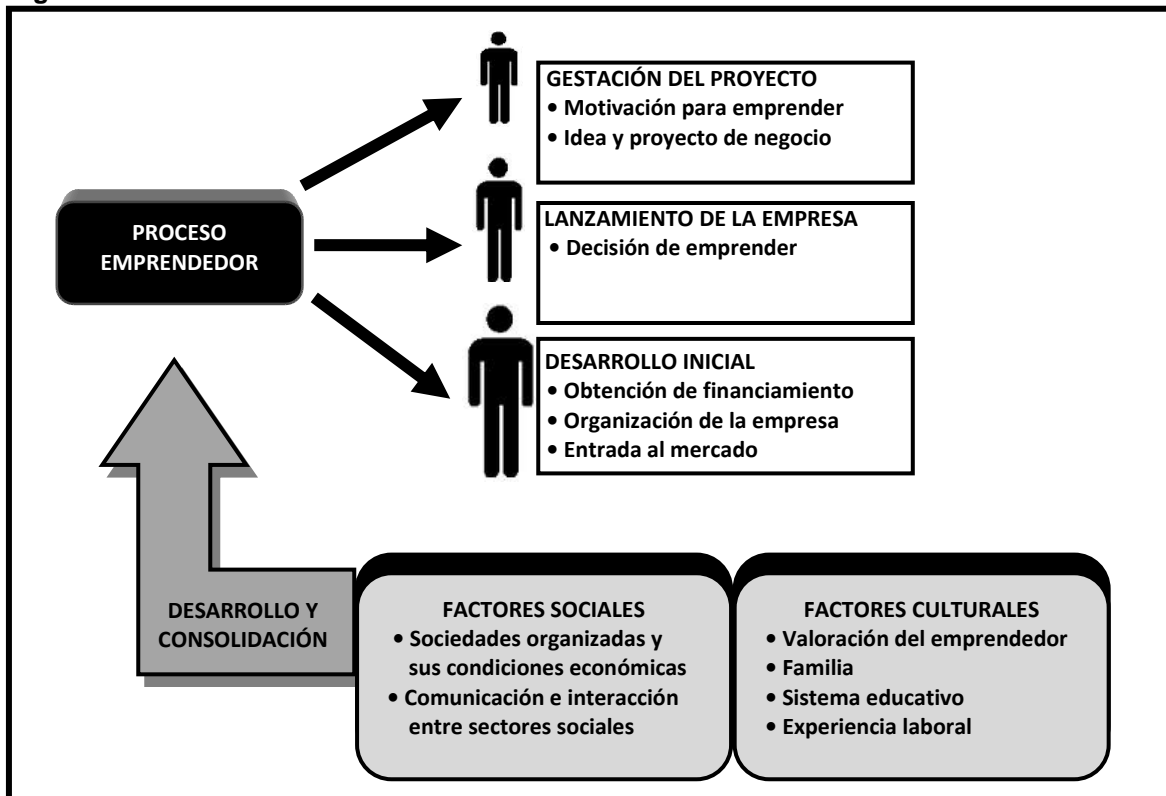 GESTACIÓN DEL PROYECTO
• Motivación para emprender
• Idea y proyecto de negocio
PROCESO
EMPRENDEDOR
LANZAMIENTO DE LA EMPRESA
• Decisión de emprender
DESARROLLO INICIAL
• Obtención de financiamiento
• Organización de la empresa
• Entrada al mercado
DESARROLLO Y
CONSOLIDACIÓN
FACTORES SOCIALES
• Sociedades organizadas y
sus condiciones económicas
• Comunicación e interacción
entre sectores sociales
FACTORES CULTURALES
• Valoración del emprendedor
• Familia
• Sistema educativo
• Experiencia laboral